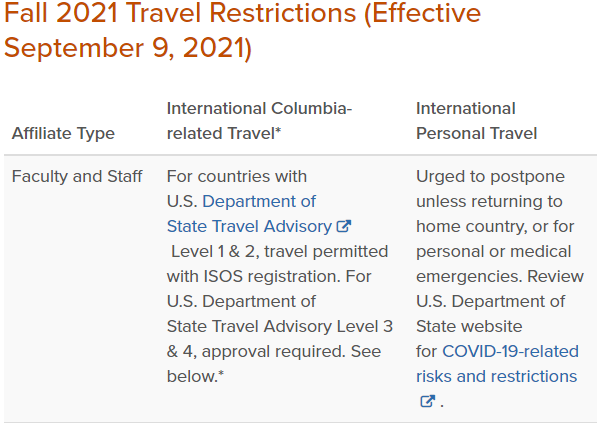 Fall 2021 Travel Restrictions (Effective
September 9, 2021)
Affiliate Type
International Columbia-
related Travel*
International
Personal Travel
Faculty and Staff
For countries with
U.S. Department of
State Travel Advisory
Level 1 & 2, travel permitted
with ISOS registration. For
U.S. Department of
State Travel Advisory Level 3
& 4, approval required. See
below.*
Urged to postpone
unless returning to
home country, or for
personal or medical
emergencies. Review
U.S. Department of
State website
for COVID-19-related
risks and restrictions
.